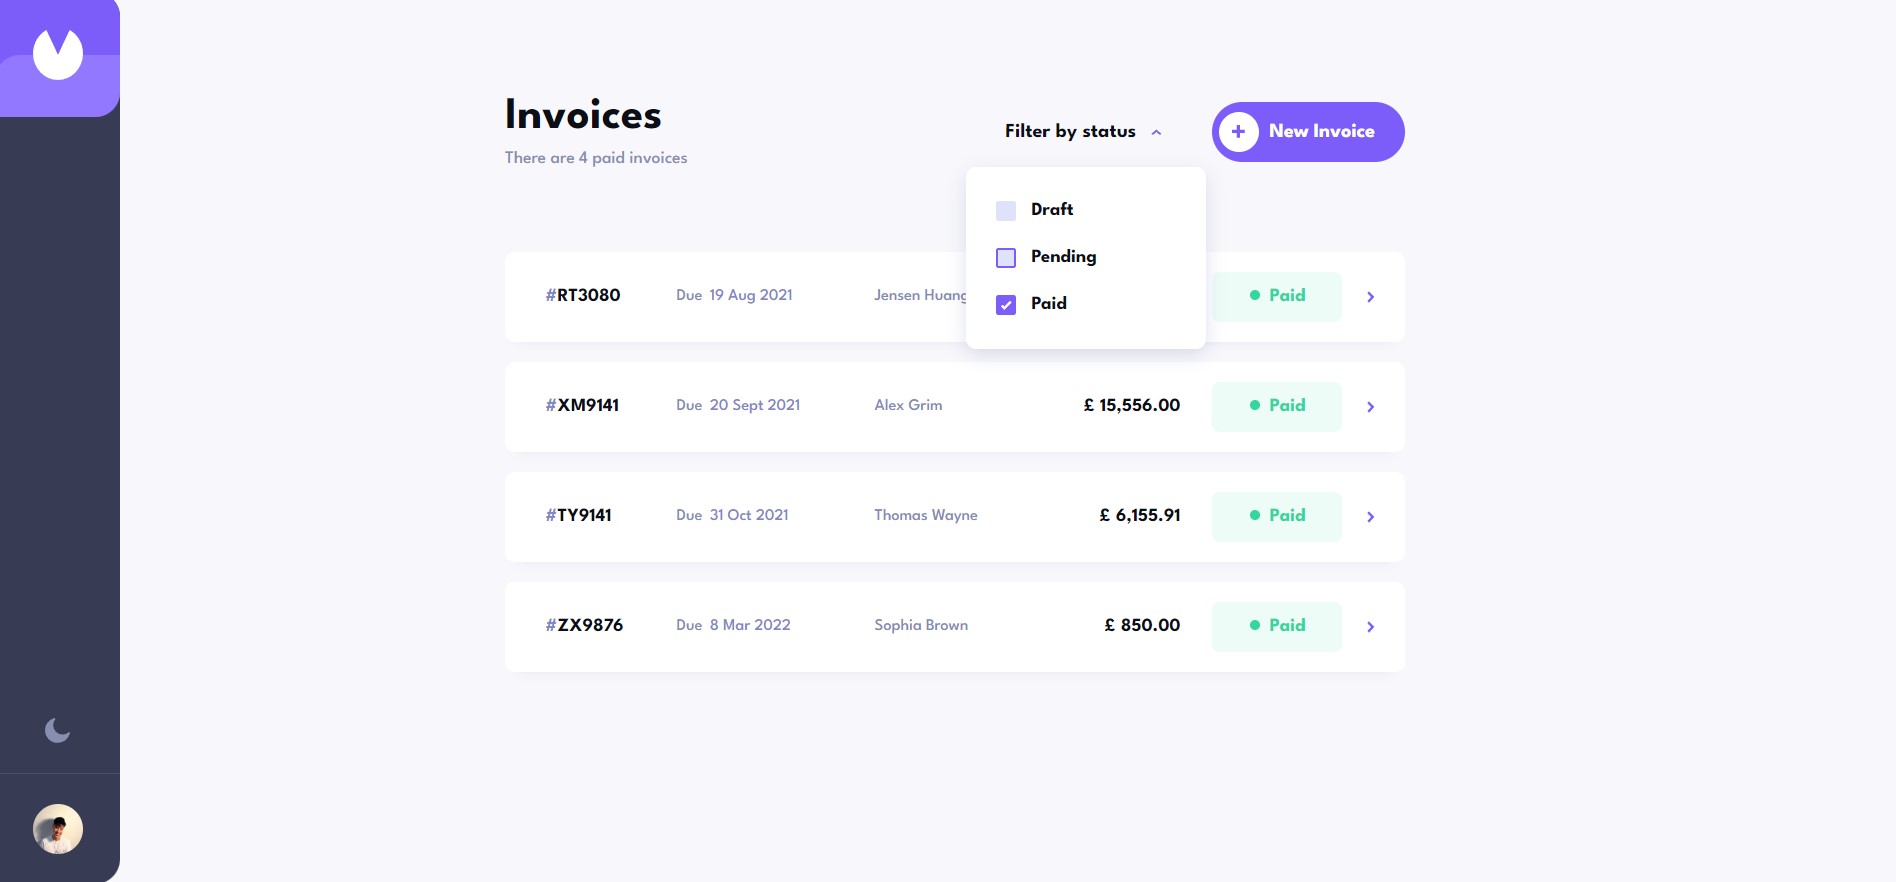 Invoices
There are 4 paid invoices
Filter by status
+ New Invoice
Draft
Pending
Paid
#RT3080 Due 19 Aug 2021 Jensen Huang Paid
#XM9141 Due 20 Sept 2021 Alex Grim £ 15,556.00 Paid
#TY9141 Due 31 Oct 2021 Thomas Wayne £ 6,155.91 Paid
#ZX9876 Due 8 Mar 2022 Sophia Brown £ 850.00 Paid